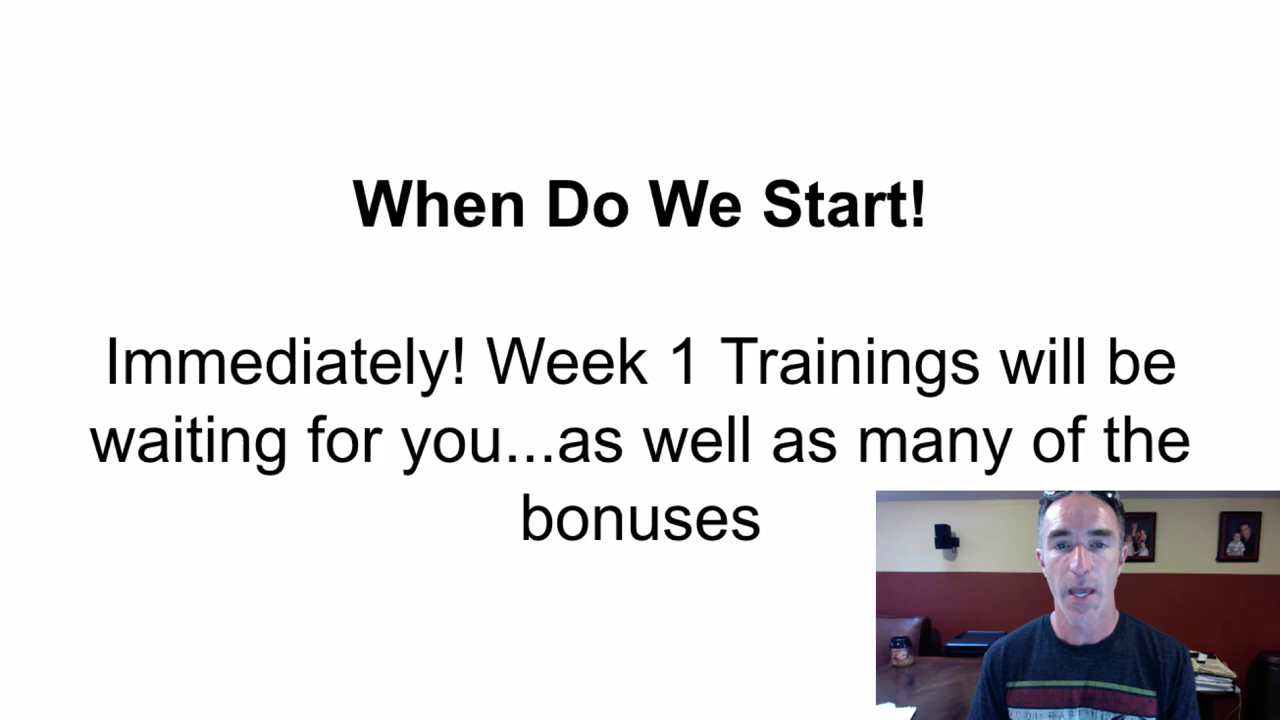 When Do We Start!
Immediately! Week 1 Trainings will be
waiting for you...as well as many of the
bonuses